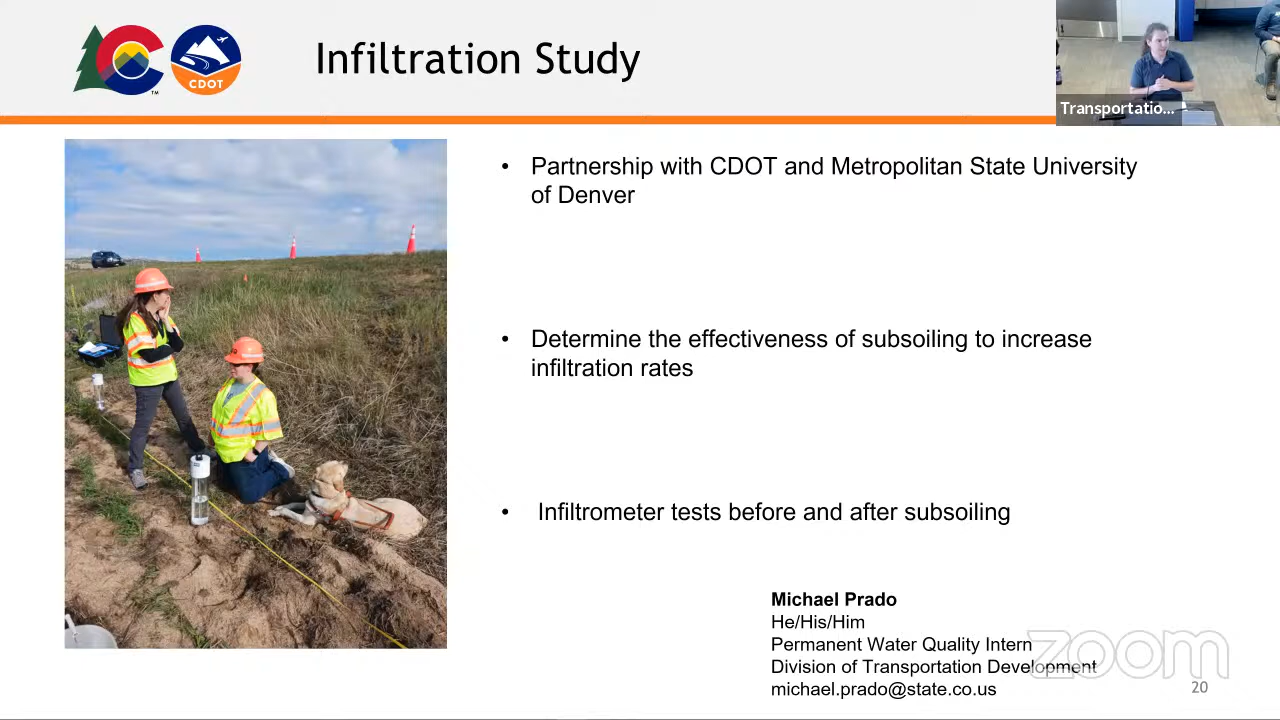 CDOT
TM
Infiltration Study
Transportatio...
• Partnership with CDOT and Metropolitan State University
of Denver
• Determine the effectiveness of subsoiling to increase
infiltration rates
• Infiltrometer tests before and after subsoiling
Michael Prado
He/His/Him
Permanent Water Quality Intern
Division of Transportation Development
michael.prado@state.co.us
zoom
20